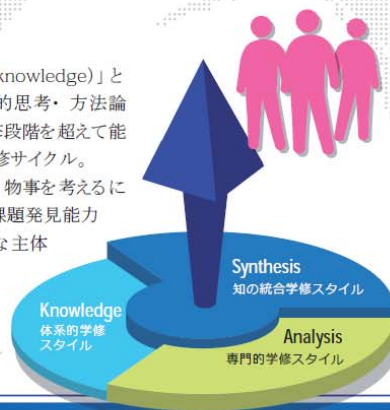 knowledge)」と
的思考・方法論
段階を超えて能
修サイクル。
物事を考えるに
課題発見能力
な主体
Synthesis
知の統合学修スタイル
Knowledge
体系的学修
スタイル
Analysis
専門的学修スタイル